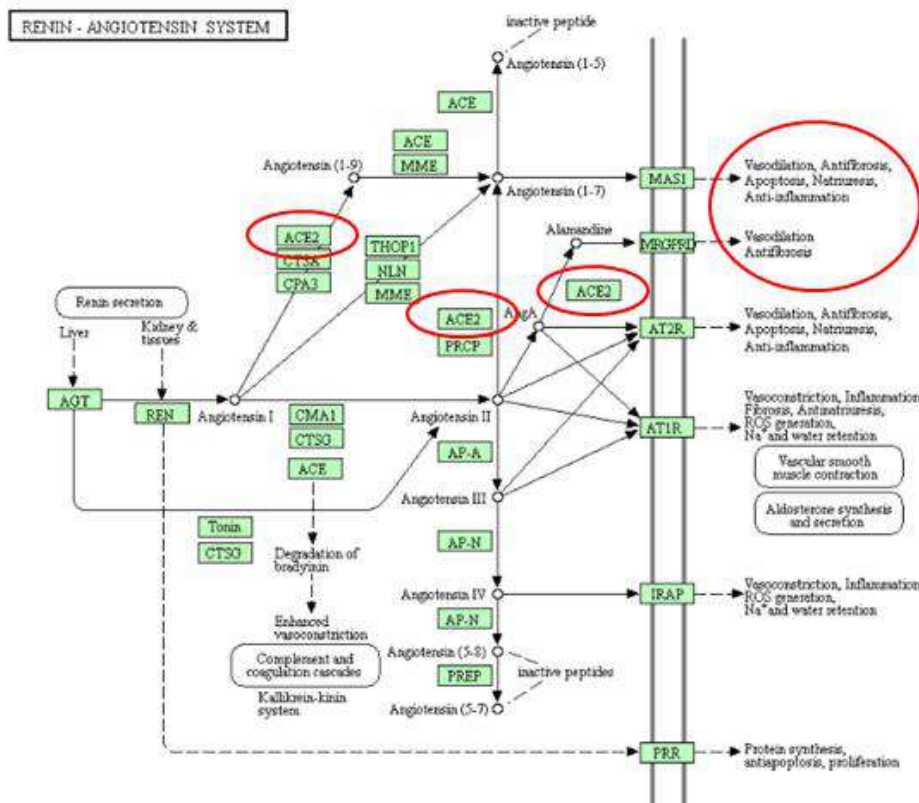 RENIN - ANGIOTENSIN SYSTEM
inactive peptide
Angiotensin (1-5)
ACE
ACE
MME
Angiotensin (1-9)
Angiotensin (1-7)
MAS1
Vasodilation, Antifibrosis,
Apoptosis, Natriuresis,
Anti-inflammation
ACE2
CTSA
CPA3
THOP1
NLN
MME
Alamandine
MRGPRD
Vasodilation
Antifibrosis
ACE2
ACE2
PRCP
AngA
AT2R
Vasodilation, Antifibrosis,
Apoptosis, Natriuresis,
Anti-inflammation
Renin secretion
Liver
Kidney &
tissues
AGT
REN
Angiotensin I
CMA1
CTSG
ACE
Angiotensin II
AT1R
Vasoconstriction, Inflammation
Fibrosis, Antinatriuresis,
ROS generation,
Na+ and water retention
Vascular smooth
muscle contraction
Aldosterone synthesis
and secretion
AP-A
Angiotensin III
Tonin
CTSG
Degradation of
bradyinin
AP-N
Angiotensin IV
IRAP
Vasoconstriction, Inflammation
ROS generation,
Na+ and water retention
Enhanced
vasoconstriction
Complement and
coagulation cascades
Kallikrein-kinin
system
AP-N
Angiotensin (5-8)
inactive peptides
PREP
Angiotensin (5-7)
PRR
Protein synthesis,
antiapoptosis, proliferation